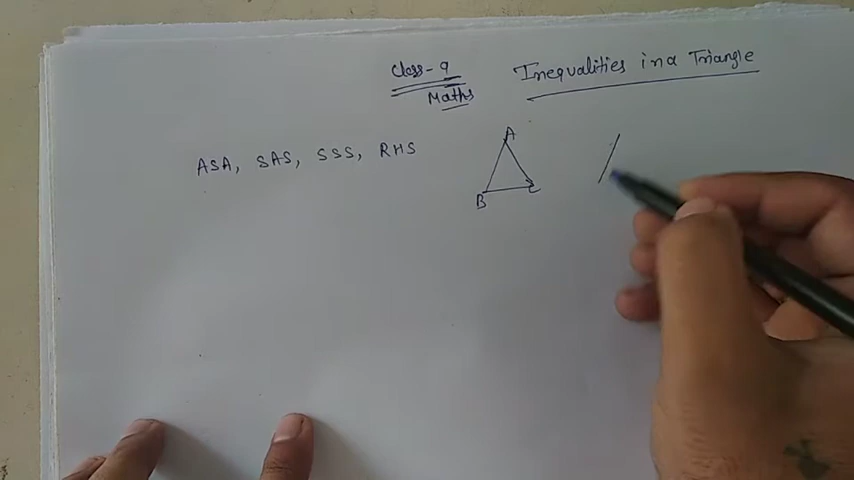 Class-9
Maths
Inequalities in a Triangle
ASA, SAS, SSS, RHS
A
B
C